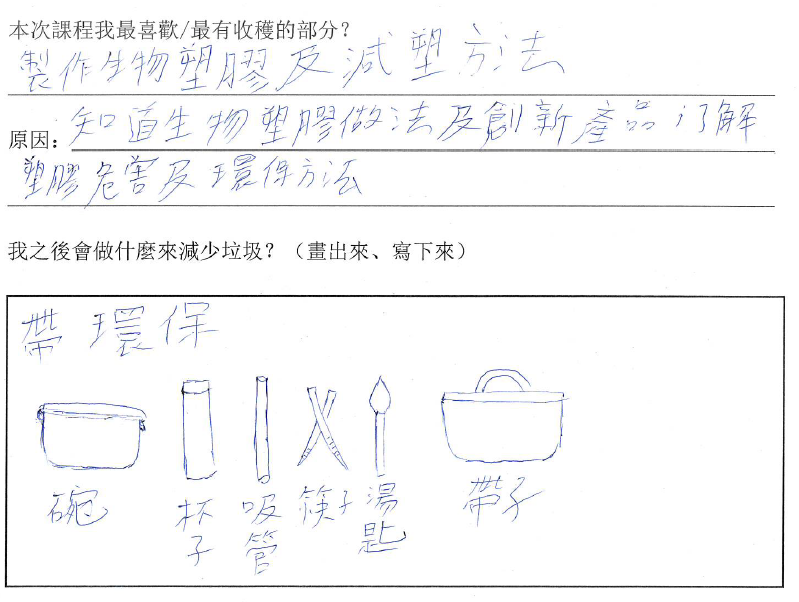 本次課程我最喜歡/最有收穫的部分？
製作生物塑膠及減塑方法
原因：知道生物塑膠做法及創新產品了解
塑膠危害及環保方法
我之後會做什麼來減少垃圾？（畫出來、寫下來）
帶環保
碗 杯子 吸管 筷子 湯匙 帶子